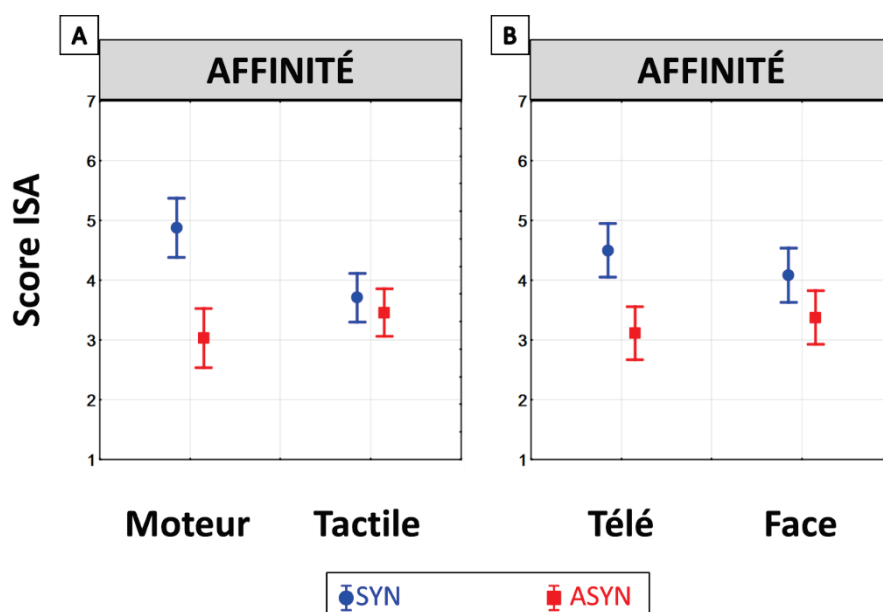 A
AFFINITÉ
B
AFFINITÉ
Score ISA
7
6
5
4
3
2
1
7
6
5
4
3
2
1
Moteur Tactile
Télé Face
SYN ASYN